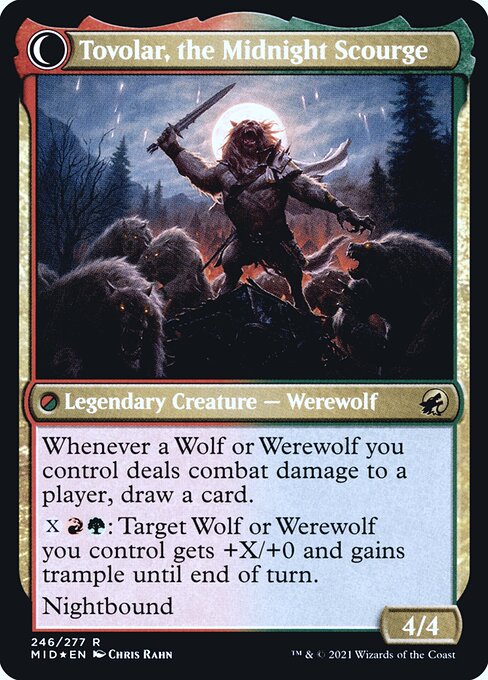 Tovolar, the Midnight Scourge
Legendary Creature — Werewolf
Whenever a Wolf or Werewolf you
control deals combat damage to a
player, draw a card.
X : Target Wolf or Werewolf
you control gets +X/+0 and gains
trample until end of turn.
Nightbound
4/4
246/277 R
MID★EN Chris Rahn
™ & © 2021 Wizards of the Coast